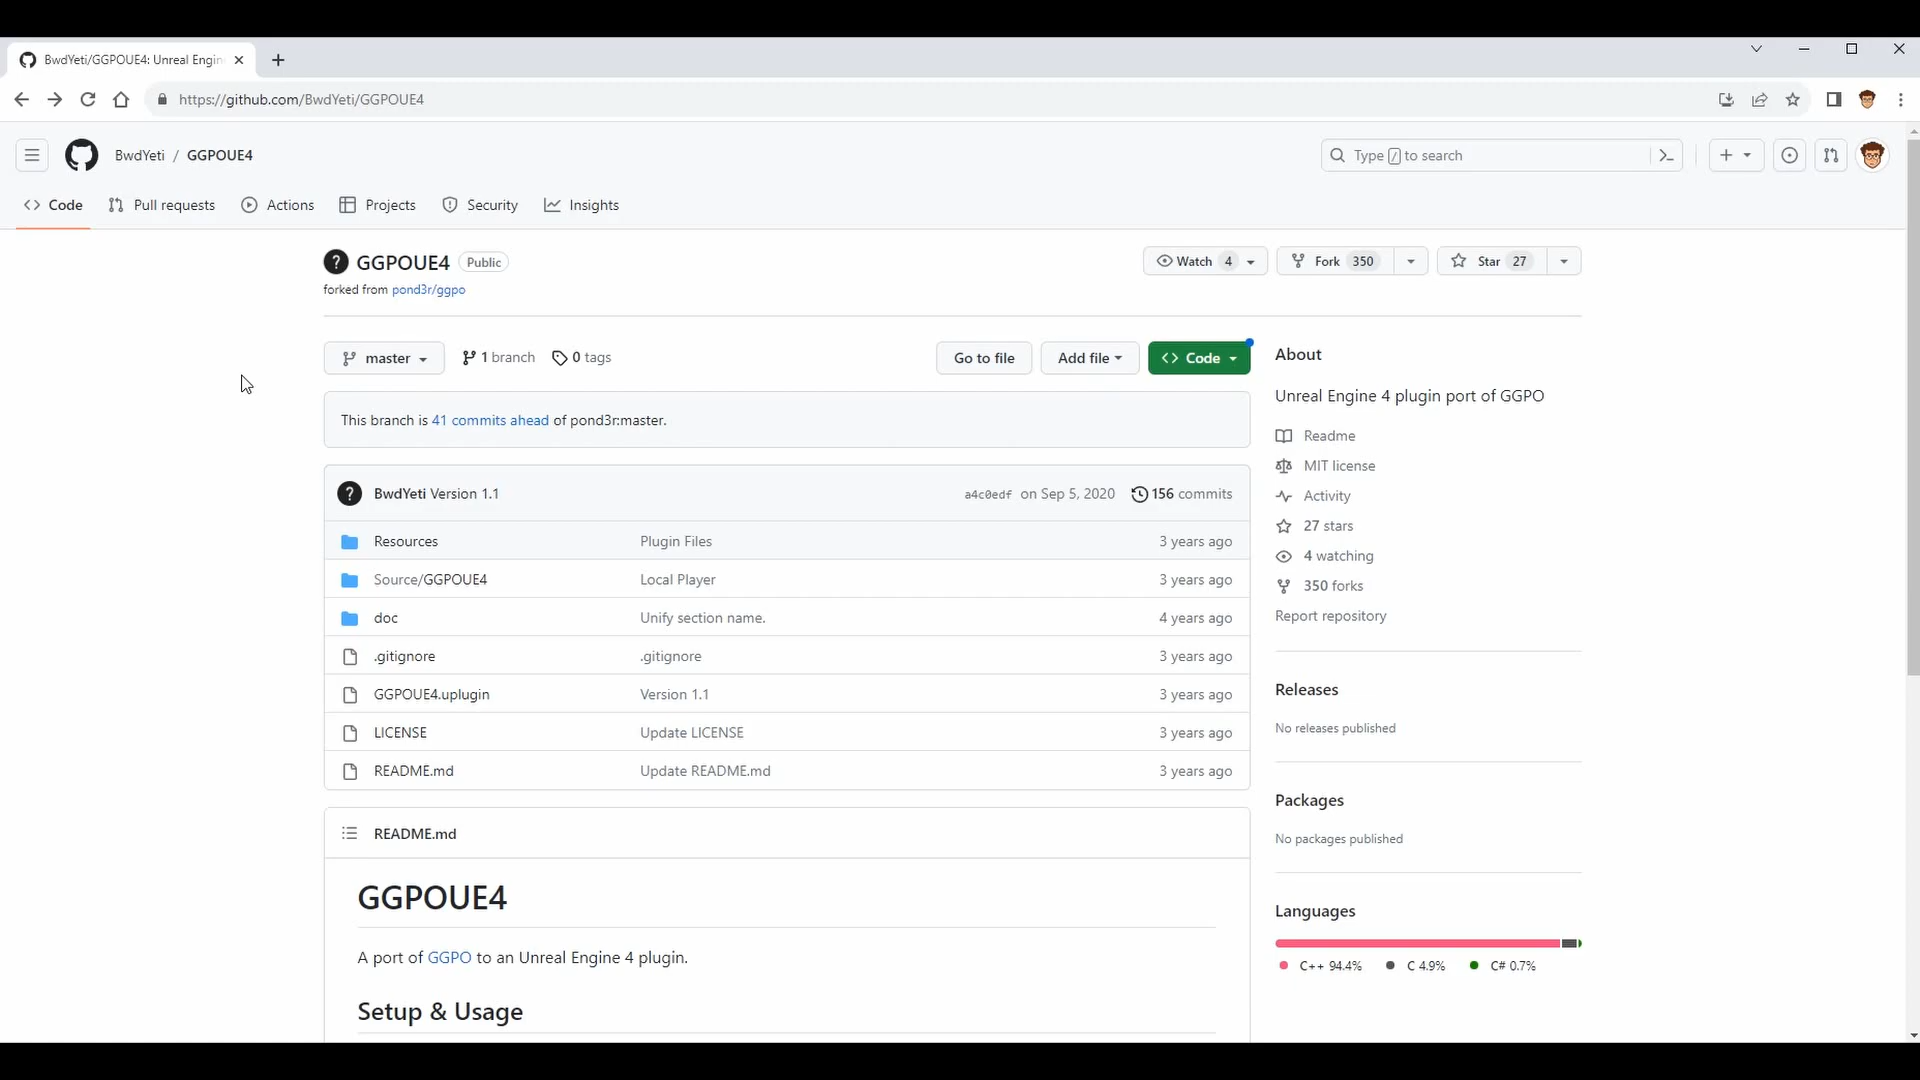 BwdYeti/GGPOUE4: Unreal Engin
https://github.com/BwdYeti/GGPOUE4
BwdYeti / GGPOUE4
Type / to search
Code Pull requests Actions Projects Security Insights
GGPOUE4 Public
Watch 4 Fork 350 Star 27
forked from pond3r/ggpo
master 1 branch 0 tags Go to file Add file Code
About
Unreal Engine 4 plugin port of GGPO
Readme
MIT license
Activity
27 stars
4 watching
350 forks
Report repository
This branch is 41 commits ahead of pond3r:master.
BwdYeti Version 1.1 a4c0edf on Sep 5, 2020 156 commits
Resources Plugin Files 3 years ago
Source/GGPOUE4 Local Player 3 years ago
doc Unify section name. 4 years ago
.gitignore .gitignore 3 years ago
GGPOUE4.uplugin Version 1.1 3 years ago
LICENSE Update LICENSE 3 years ago
README.md Update README.md 3 years ago
Releases
No releases published
Packages
No packages published
Languages
C++ 94.4% C 4.9% C# 0.7%
README.md
GGPOUE4
A port of GGPO to an Unreal Engine 4 plugin.
Setup & Usage